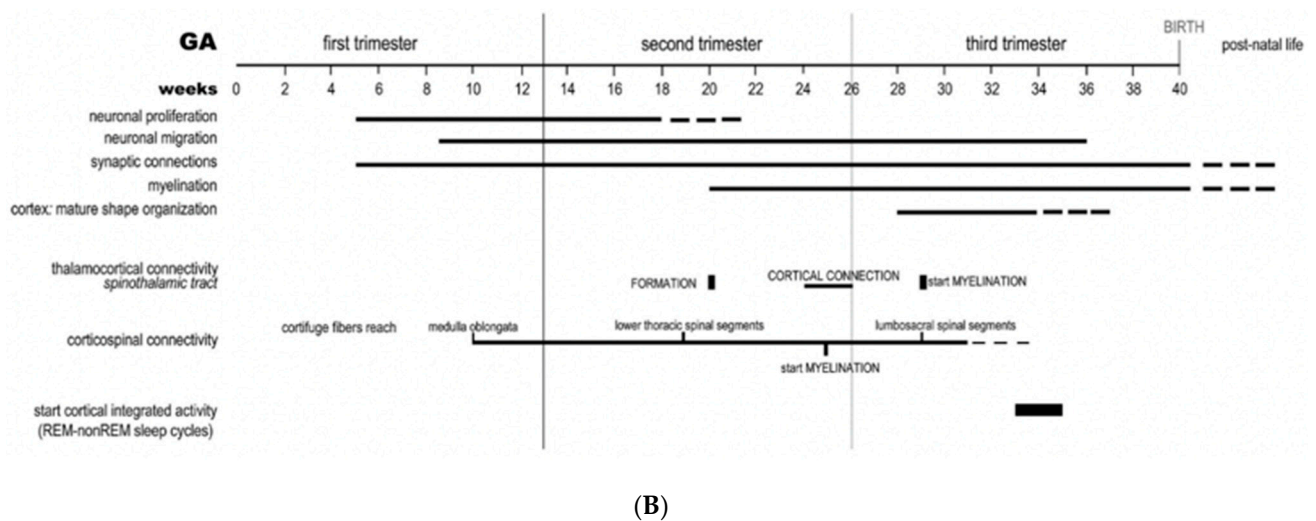 GA first trimester second trimester third trimester BIRTH post-natal life
weeks 0 2 4 6 8 10 12 14 16 18 20 22 24 26 28 30 32 34 36 38 40
neuronal proliferation
neuronal migration
synaptic connections
myelination
cortex: mature shape organization
thalamocortical connectivity
spinothalamic tract FORMATION CORTICAL CONNECTION start MYELINATION
cortifuge fibers reach medulla oblongata lower thoracic spinal segments lumbosacral spinal segments
corticospinal connectivity
start MYELINATION
start cortical integrated activity
(REM-nonREM sleep cycles)
(B)